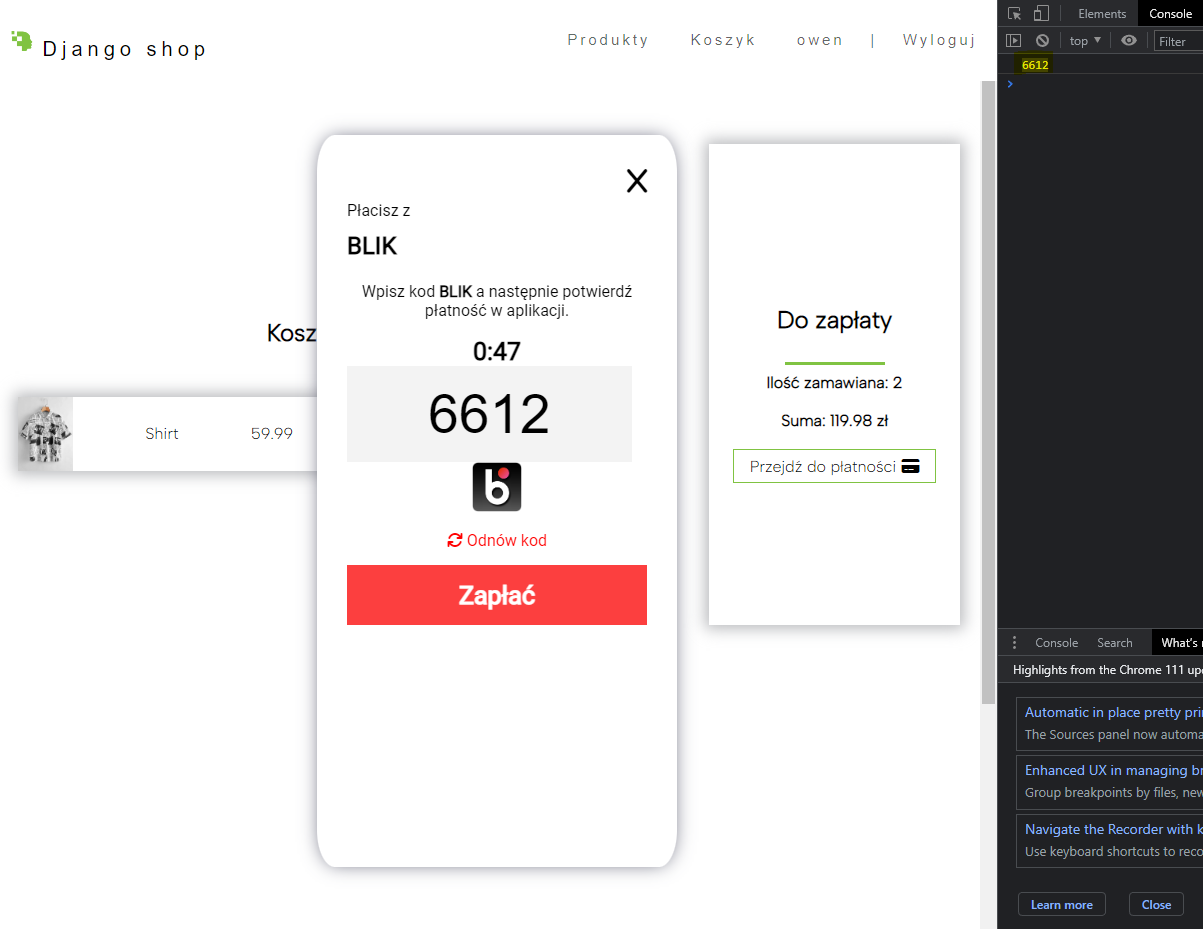 Django shop
Produkty Koszyk owen | Wyloguj
Płacisz z
BLIK
Wpisz kod BLIK a następnie potwierdź
płatność w aplikacji.
0:47
6612
Odnów kod
Zapłać
Kosz
Shirt 59.99
Do zapłaty
Ilość zamawiana: 2
Suma: 119.98 zł
Przejdź do płatności
Elements Console
top Filter
6612
Console Search What's
Highlights from the Chrome 111 up
Automatic in place pretty pri
The Sources panel now automa
Enhanced UX in managing br
Group breakpoints by files, new
Navigate the Recorder with k
Use keyboard shortcuts to reco
Learn more Close